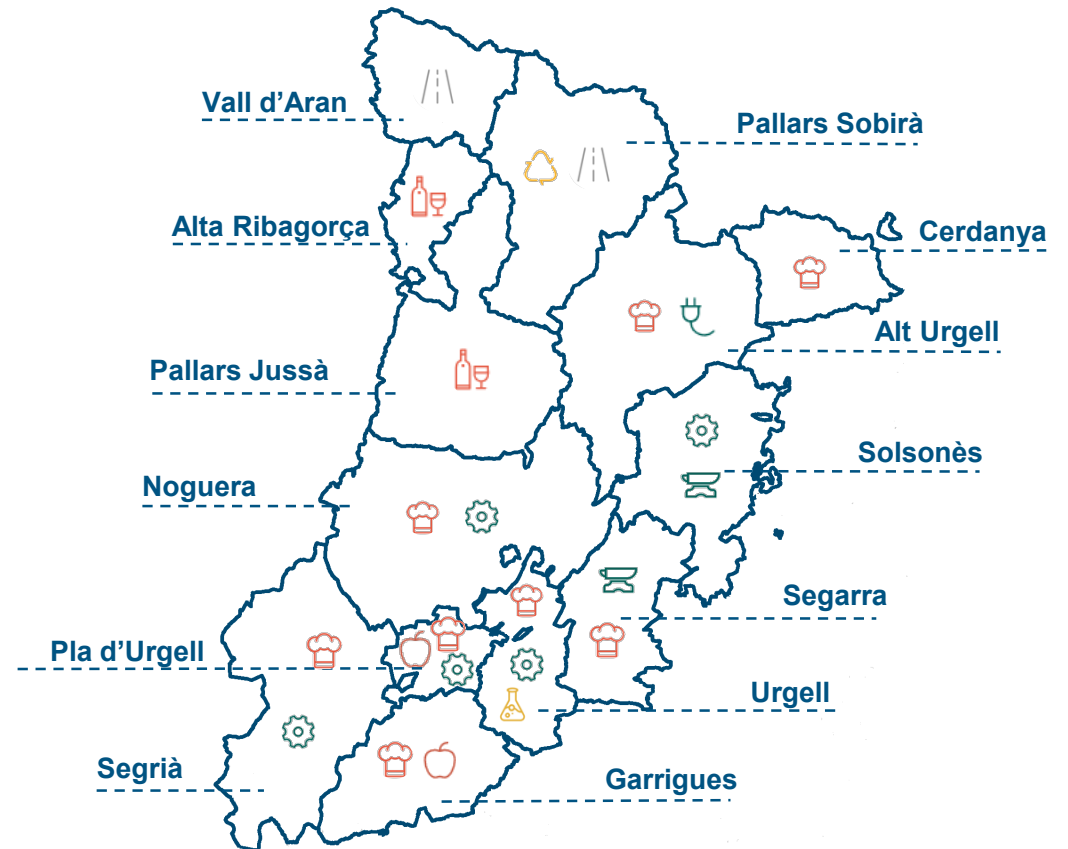 Vall d’Aran
Pallars Sobirà
Alta Ribagorça
Cerdanya
Alt Urgell
Pallars Jussà
Solsonès
Noguera
Segarra
Pla d’Urgell
Urgell
Segrià
Garrigues